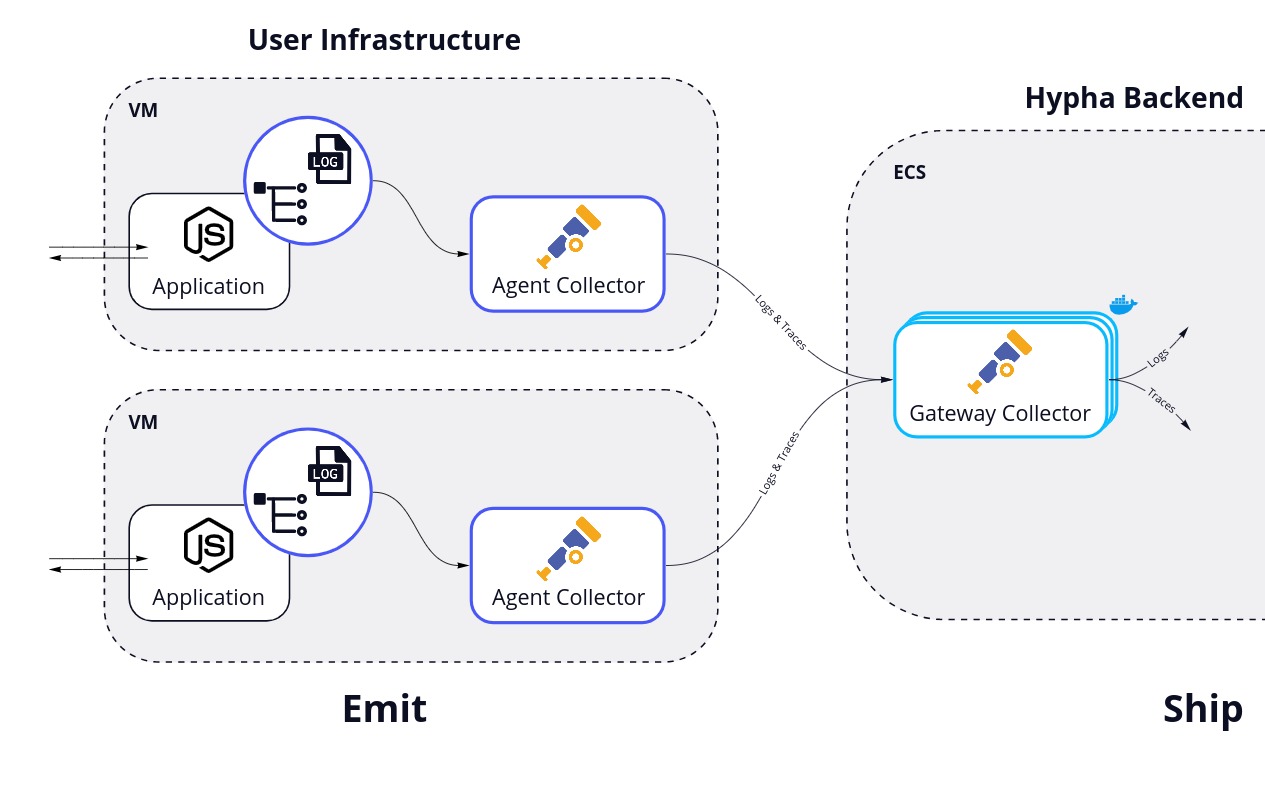 User Infrastructure
Hypha Backend
VM
LOG
JS
Application
Agent Collector
Logs & Traces
ECS
Gateway Collector
Logs
Traces
VM
LOG
JS
Application
Agent Collector
Logs & Traces
Emit
Ship